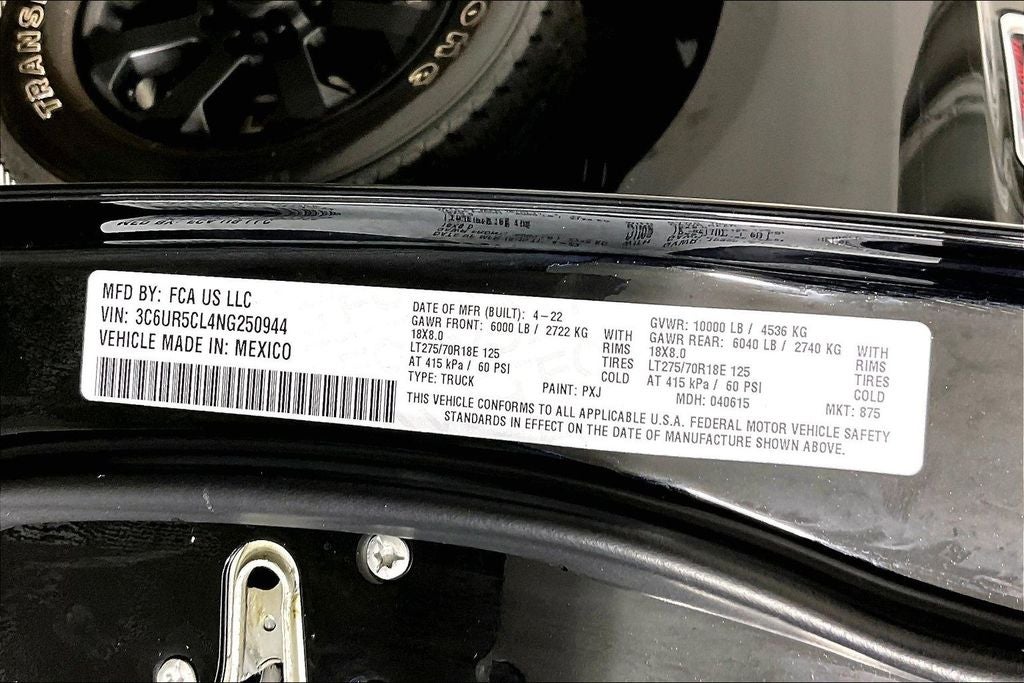 TRANS
MFD BY: FCA US LLC
VIN: 3C6UR5CL4NG250944
VEHICLE MADE IN: MEXICO
DATE OF MFR (BUILT): 4-22
GAWR FRONT: 6000 LB / 2722 KG WITH
18X8.0 RIMS
LT275/70R18E 125 TIRES
AT 415 kPa / 60 PSI COLD
TYPE: TRUCK PAINT: PXJ
GVWR: 10000 LB / 4536 KG
GAWR REAR: 6040 LB / 2740 KG WITH
18X8.0 RIMS
LT275/70R18E 125 TIRES
AT 415 kPa / 60 PSI COLD
MDH: 040615 MKT: 875
THIS VEHICLE CONFORMS TO ALL APPLICABLE U.S.A. FEDERAL MOTOR VEHICLE SAFETY
STANDARDS IN EFFECT ON THE DATE OF MANUFACTURE SHOWN ABOVE.